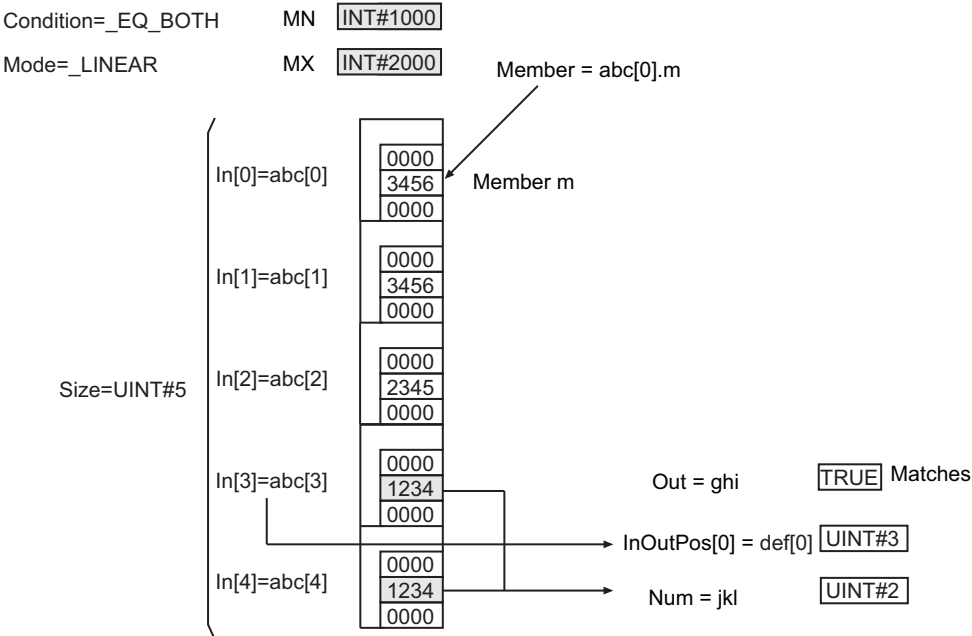 Condition=_EQ_BOTH MN INT#1000
Mode=_LINEAR MX INT#2000
Member = abc[0].m
In[0]=abc[0]
0000
3456
0000
Member m
In[1]=abc[1]
0000
3456
0000
Size=UINT#5
In[2]=abc[2]
0000
2345
0000
In[3]=abc[3]
0000
1234
0000
Out = ghi TRUE Matches
InOutPos[0] = def[0] UINT#3
In[4]=abc[4]
0000
1234
0000
Num = jkl UINT#2